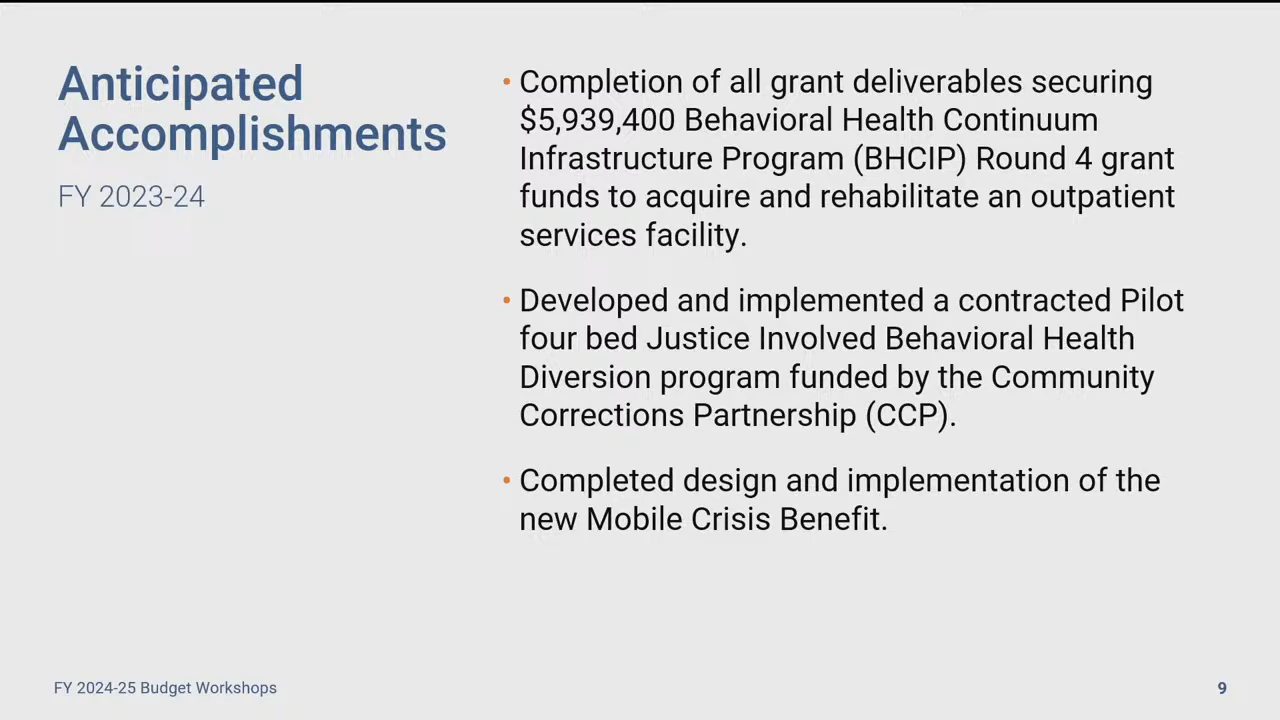 Anticipated
Accomplishments
FY 2023-24
• Completion of all grant deliverables securing
$5,939,400 Behavioral Health Continuum
Infrastructure Program (BHCIP) Round 4 grant
funds to acquire and rehabilitate an outpatient
services facility.
• Developed and implemented a contracted Pilot
four bed Justice Involved Behavioral Health
Diversion program funded by the Community
Corrections Partnership (CCP).
• Completed design and implementation of the
new Mobile Crisis Benefit.
FY 2024-25 Budget Workshops
9